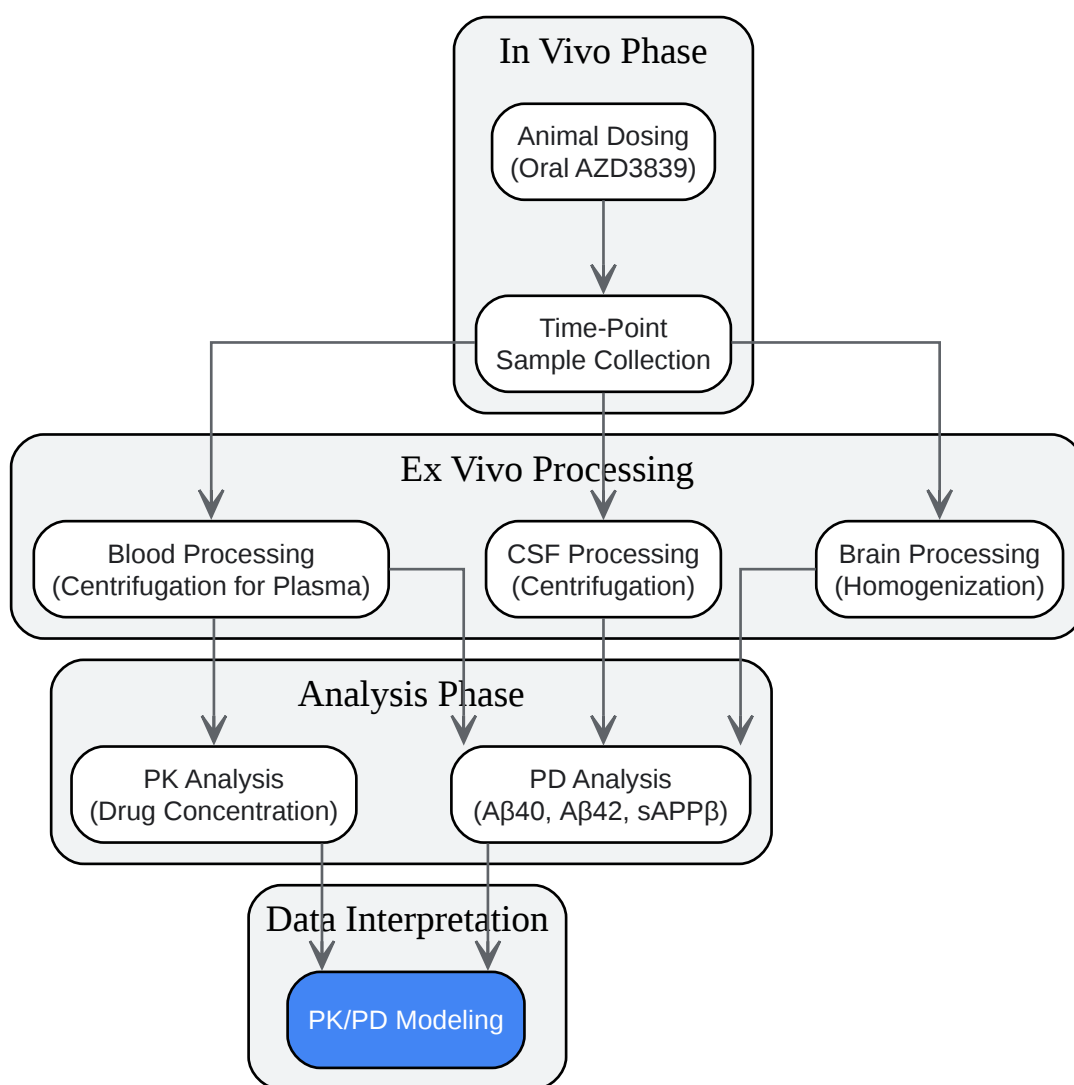 In Vivo Phase
Animal Dosing
(Oral AZD3839)
Time-Point
Sample Collection
Ex Vivo Processing
Blood Processing
(Centrifugation for Plasma)
CSF Processing
(Centrifugation)
Brain Processing
(Homogenization)
Analysis Phase
PK Analysis
(Drug Concentration)
PD Analysis
(Aβ40, Aβ42, sAPPβ)
Data Interpretation
PK/PD Modeling